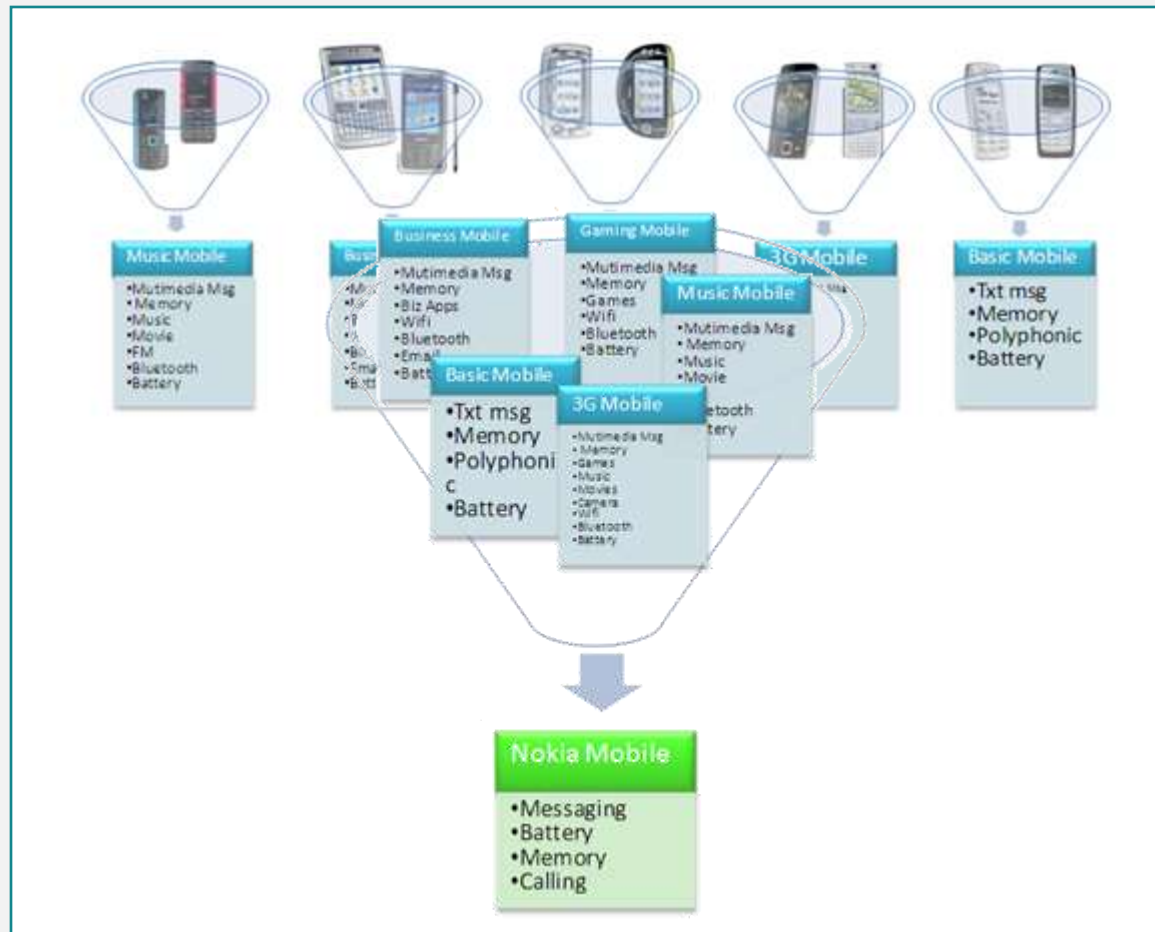 Music Mobile
•Mutimedia Msg
• Memory
•Music
•Movie
•FM
•Bluetooth
•Battery
Business Mobile
•Mutimedia Msg
•Memory
•Biz Apps
•Wifi
•Bluetooth
•Email
Gaming Mobile
•Mutimedia Msg
•Memory
•Games
•Wifi
•Bluetooth
•Battery
Music Mobile
•Mutimedia Msg
• Memory
•Music
•Movie
3G Mobile
Basic Mobile
•Txt msg
•Memory
•Polyphonic
•Battery
Basic Mobile
•Txt msg
•Memory
•Polyphoni
c
•Battery
3G Mobile
•Mutimedia Msg
• Memory
•Games
•Music
•Movies
•Camera
•Wifi
•Bluetooth
•Battery
Nokia Mobile
•Messaging
•Battery
•Memory
•Calling